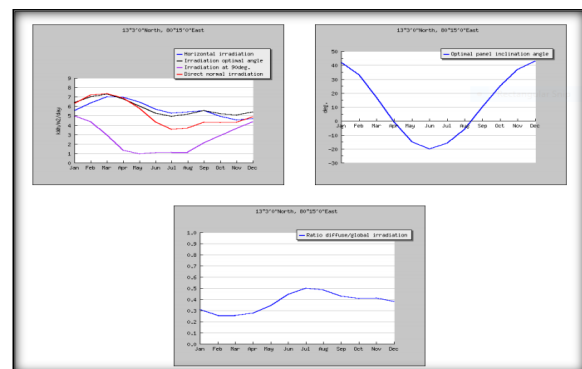 13°3'0"North, 80°15'0"East
Horizontal irradiation
Irradiation optimal angle
Irradiation at 90deg.
Direct normal irradiation
9
8
7
6
5
4
3
2
1
0
kWh/m2/day
Jan Feb Mar Apr May Jun Jul Aug Sep Oct Nov Dec
13°3'0"North, 80°15'0"East
Optimal panel inclination angle
50
40
30
20
10
0
-10
-20
-30
deg.
Jan Feb Mar Apr May Jun Jul Aug Sep Oct Nov Dec
13°3'0"North, 80°15'0"East
Ratio diffuse/global irradiation
1.0
0.9
0.8
0.7
0.6
0.5
0.4
0.3
0.2
0.1
0.0
Jan Feb Mar Apr May Jun Jul Aug Sep Oct Nov Dec